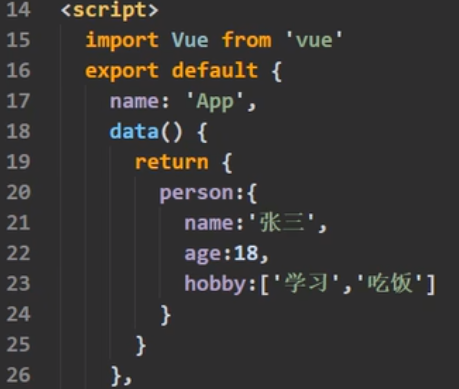 14 <script>
15 import Vue from 'vue'
16 export default {
17 name: 'App',
18 data() {
19 return {
20 person:{
21 name:'张三',
22 age:18,
23 hobby:['学习','吃饭']
24 }
25 }
26 },